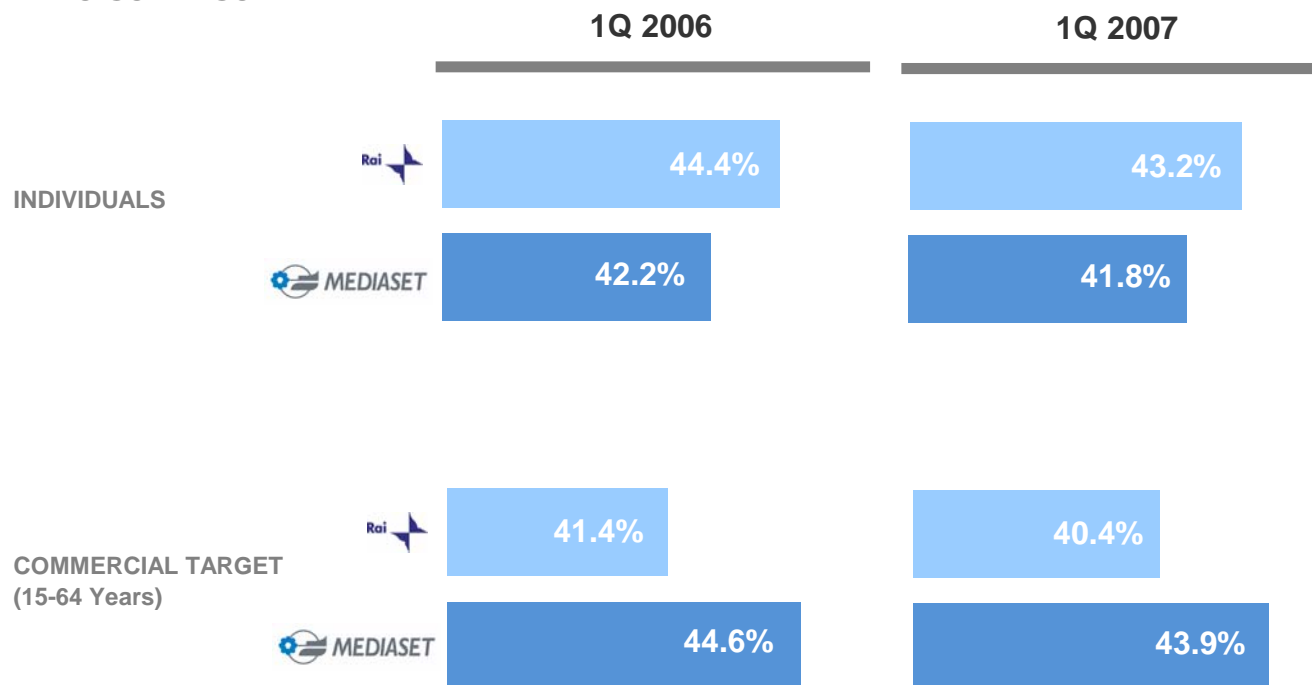 1Q 2006
1Q 2007
INDIVIDUALS
Rai
44.4%
43.2%
MEDIASET
42.2%
41.8%
COMMERCIAL TARGET
(15-64 Years)
Rai
41.4%
40.4%
MEDIASET
44.6%
43.9%